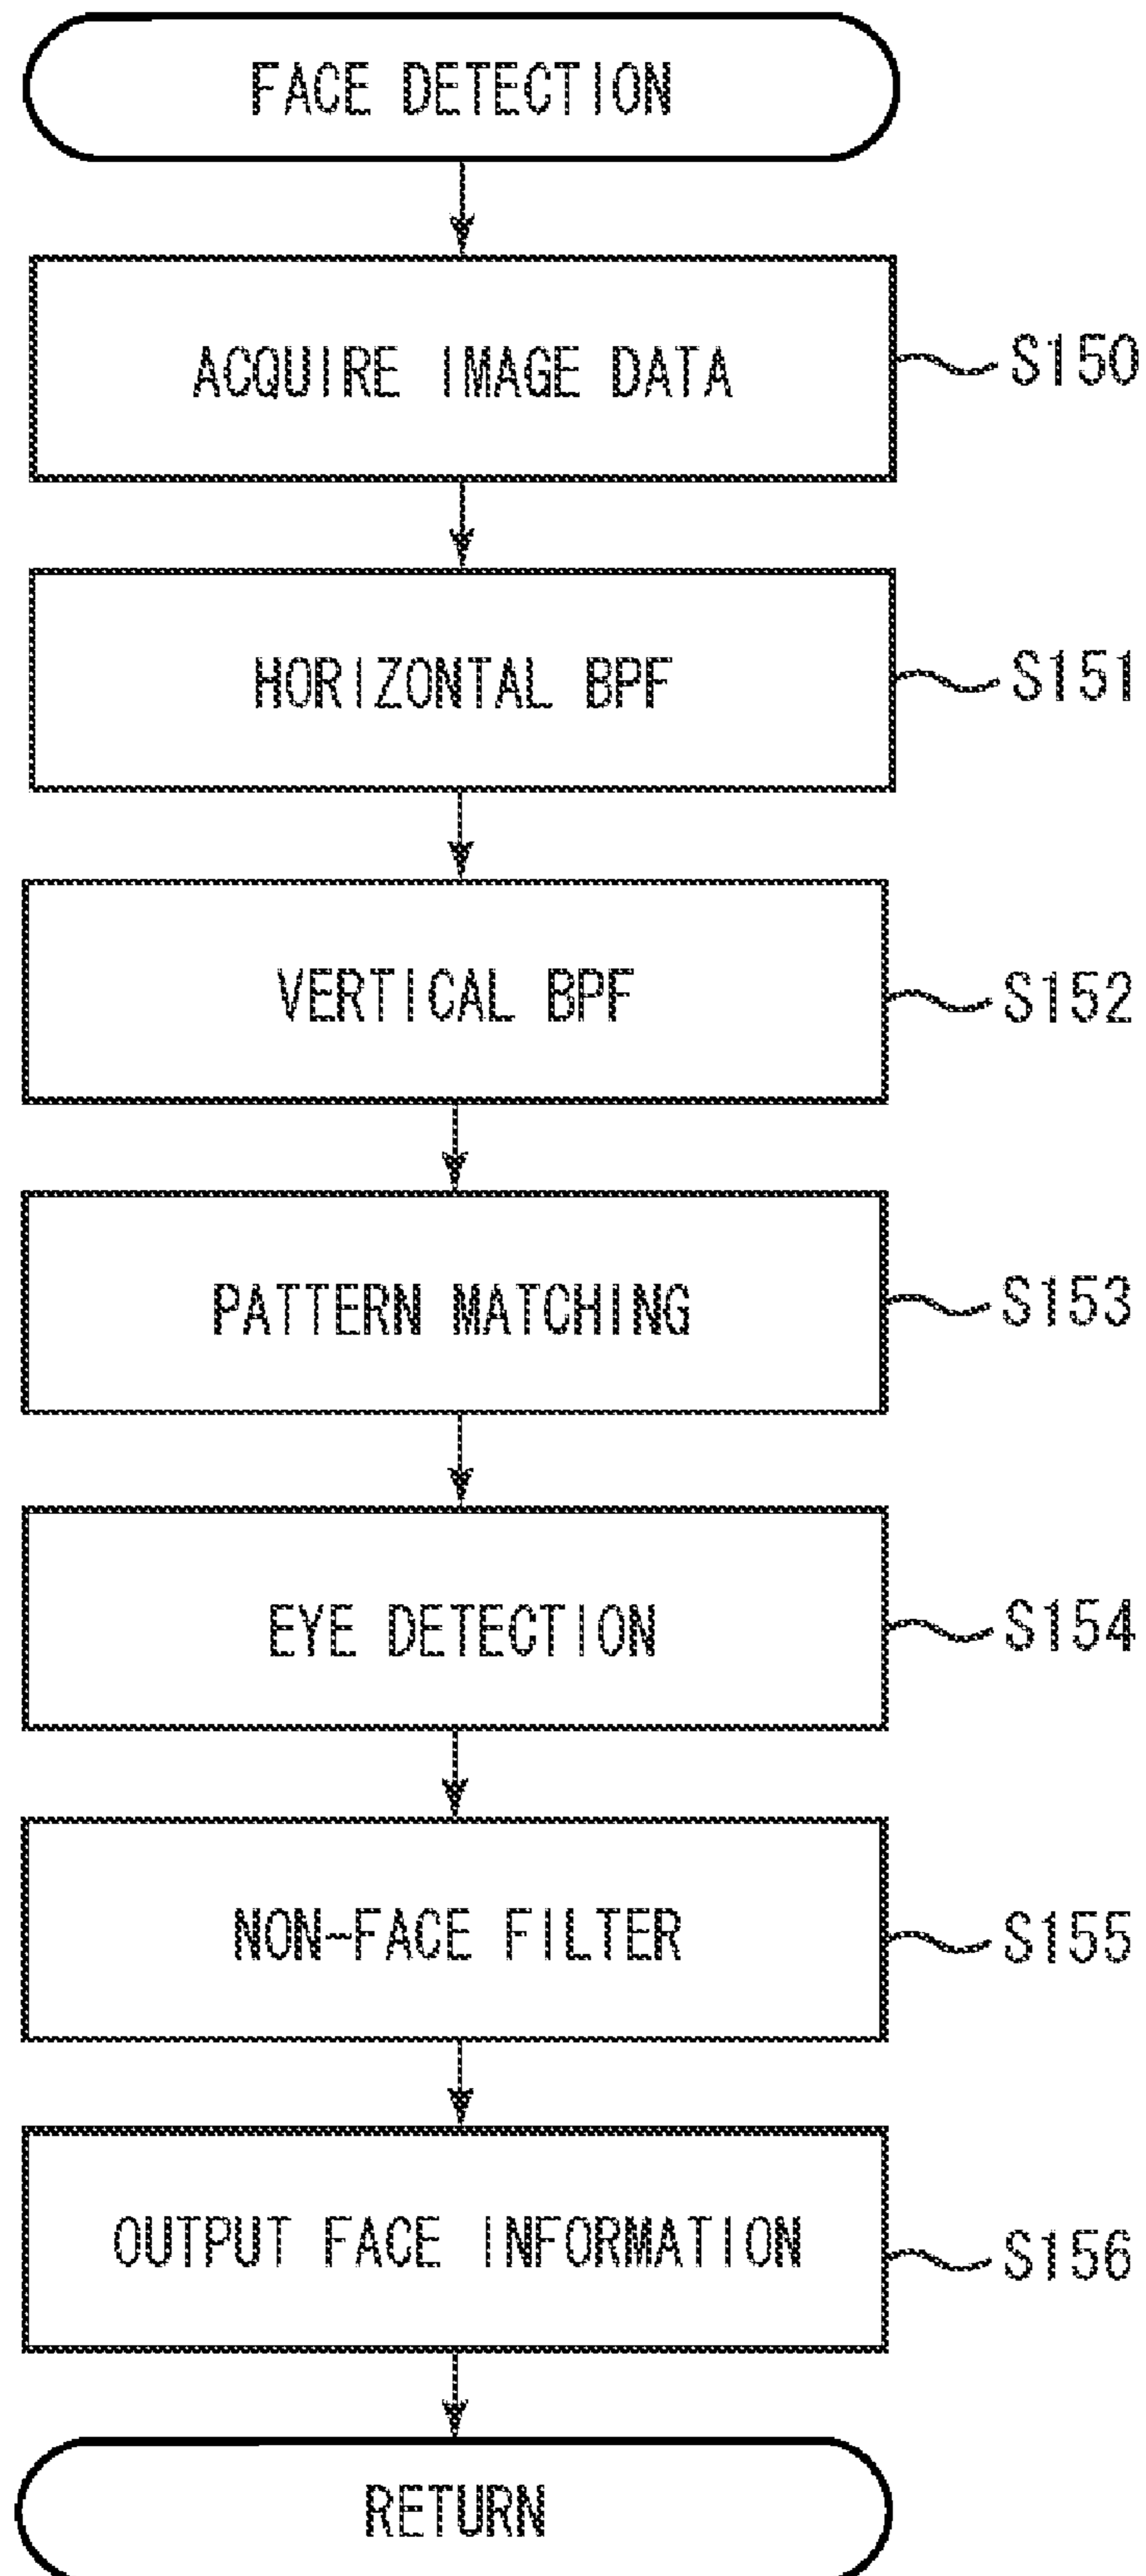 FACE DETECTION
ACQUIRE IMAGE DATA
S150
HORIZONTAL BPF
S151
VERTICAL BPF
S152
PATTERN MATCHING
S153
EYE DETECTION
S154
NON-FACE FILTER
S155
OUTPUT FACE INFORMATION
S156
RETURN